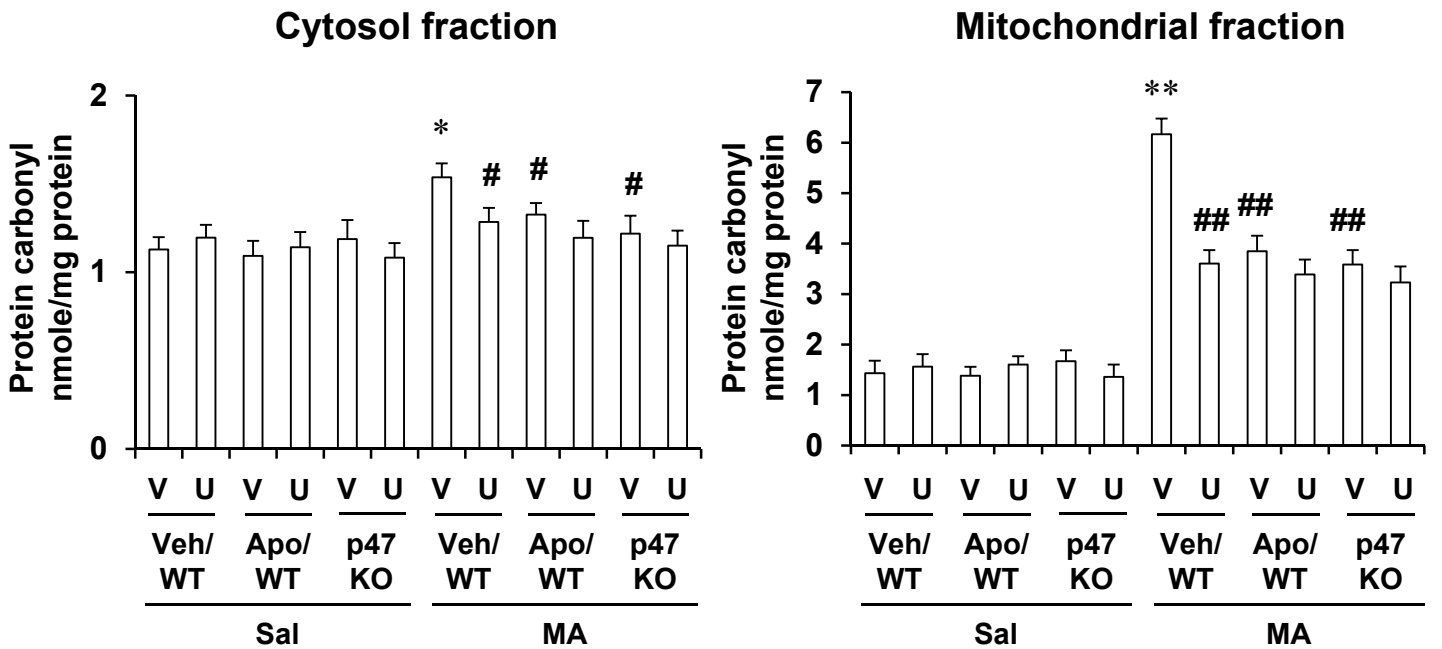 Cytosol fraction
Protein carbonyl
nmole/mg protein
2
1
0
*
#
#
#
V U V U V U V U V U V U
Veh/ Apo/ p47 Veh/ Apo/ p47
WT WT KO WT WT KO
Sal MA
Mitochondrial fraction
Protein carbonyl
nmole/mg protein
7
6
5
4
3
2
1
0
**
##
##
##
V U V U V U V U V U V U
Veh/ Apo/ p47 Veh/ Apo/ p47
WT WT KO WT WT KO
Sal MA